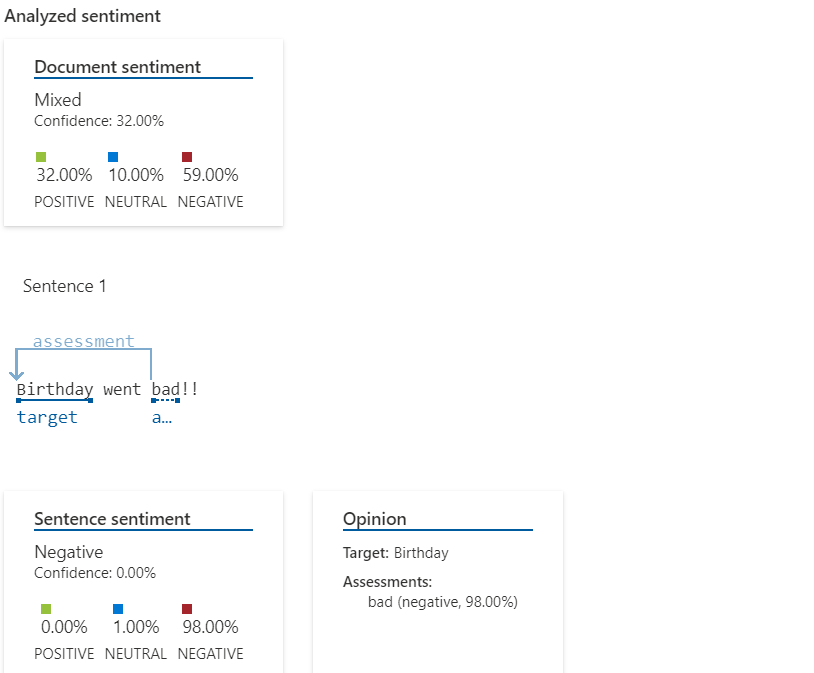 Analyzed sentiment
Document sentiment
Mixed
Confidence: 32.00%
32.00% 10.00% 59.00%
POSITIVE NEUTRAL NEGATIVE
Sentence 1
assessment
Birthday went bad!!
target a...
Sentence sentiment
Negative
Confidence: 0.00%
0.00% 1.00% 98.00%
POSITIVE NEUTRAL NEGATIVE
Opinion
Target: Birthday
Assessments:
bad (negative, 98.00%)